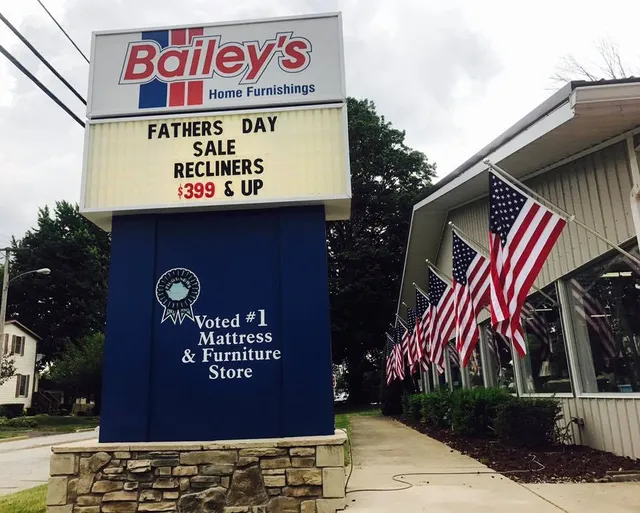 Bailey's
Home Furnishings
FATHERS DAY
SALE
RECLINERS
$399 & UP
Voted #1
Mattress
& Furniture
Store